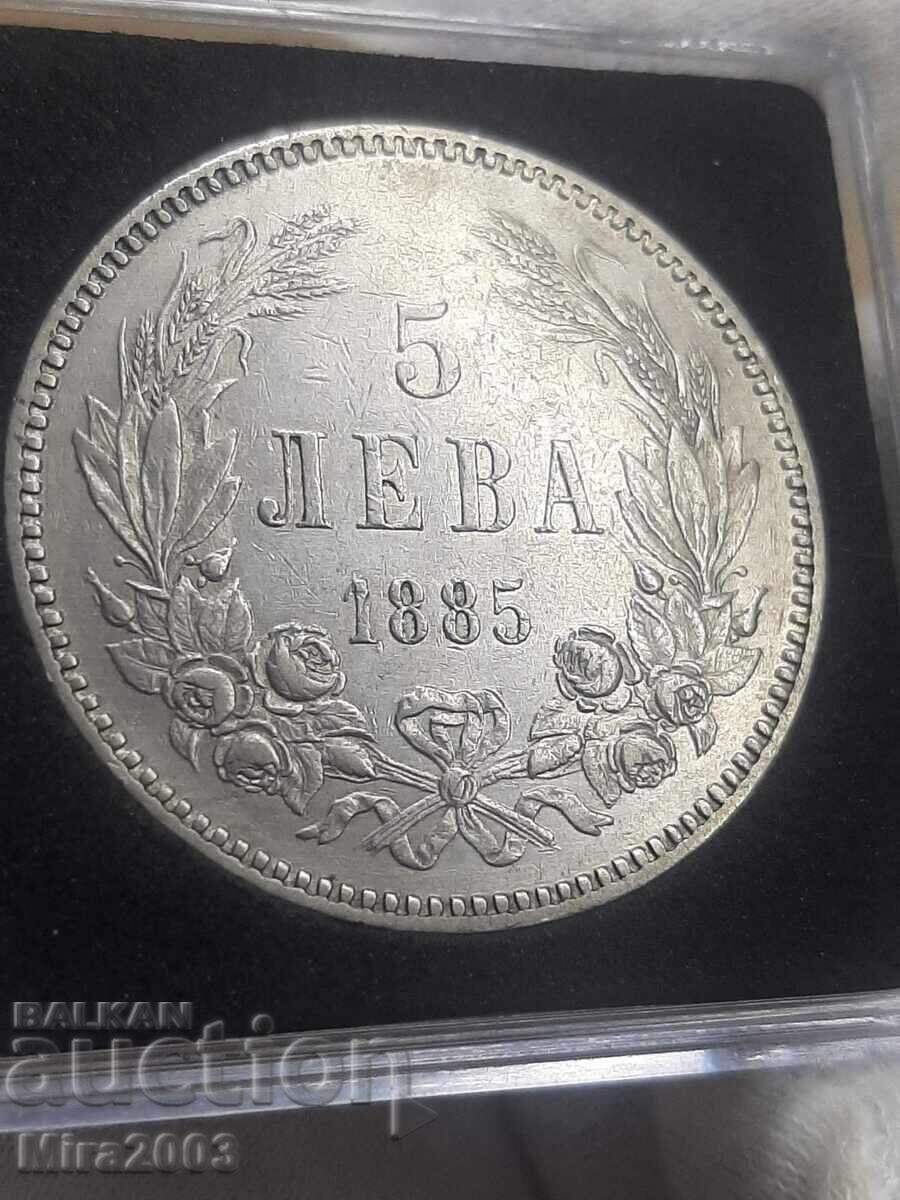 5
ЛЕВА
1885
BALKAN
auction
Mira2003